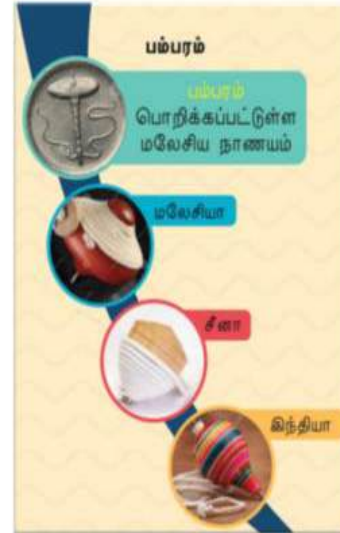 பம்பரம்
பம்பரம்
பொறிக்கப்பட்டுள்ள
மலேசிய நாணயம்
மலேசியா
சீனா
இந்தியா